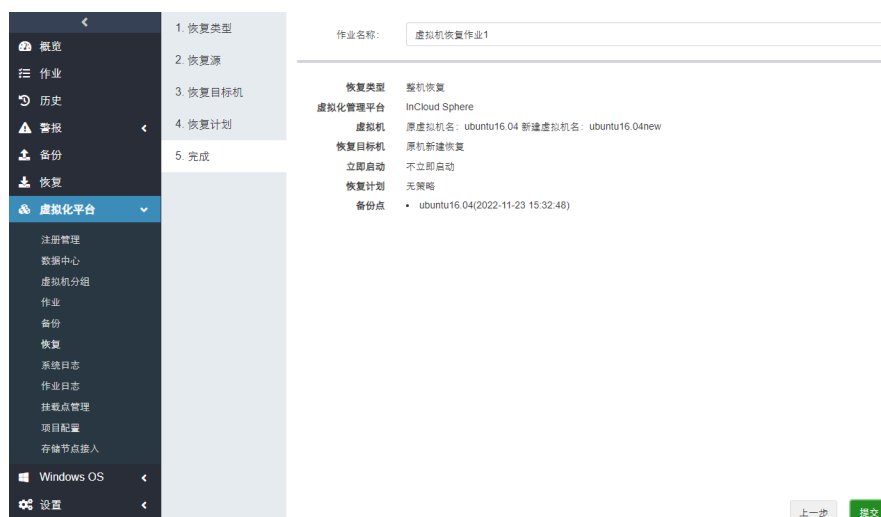 概览
作业
历史
警报
备份
恢复
虚拟化平台
注册管理
数据中心
虚拟机分组
作业
备份
恢复
系统日志
作业日志
挂载点管理
项目配置
存储节点接入
Windows OS
设置
1. 恢复类型
2. 恢复源
3. 恢复目标机
4. 恢复计划
5. 完成
作业名称: 虚拟机恢复作业1
恢复类型 整机恢复
虚拟化管理平台 InCloud Sphere
虚拟机 原虚拟机名: ubuntu16.04 新建虚拟机名: ubuntu16.04new
恢复目标机 原机新建恢复
立即启动 不立即启动
恢复计划 无策略
备份点 • ubuntu16.04(2022-11-23 15:32:48)
上一步 提交